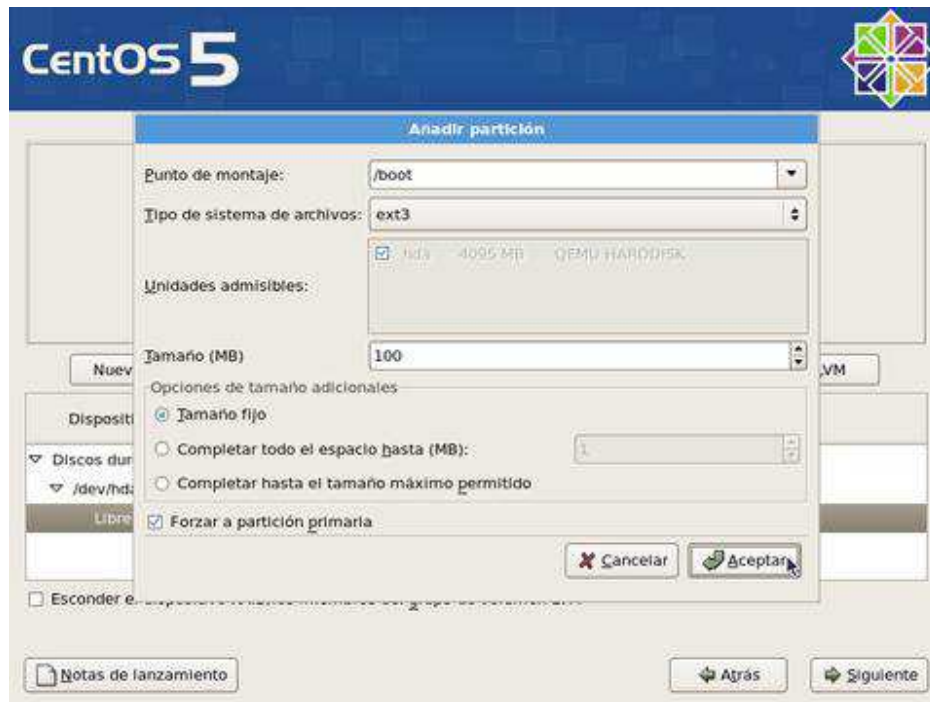 CentOS 5
Añadir partición
Punto de montaje: /boot
Tipo de sistema de archivos: ext3
hda 4095 MB QEMU HARDDISK
Unidades admisibles:
Tamaño (MB) 100
Opciones de tamaño adicionales
Tamaño fijo
Completar todo el espacio hasta (MB): 1
Completar hasta el tamaño máximo permitido
Forzar a partición primaria
Cancelar Aceptar
Nuev
VM
Dispositi
Discos dur
/dev/hda
Libre
Esconder e
Notas de lanzamiento Atrás Siguiente